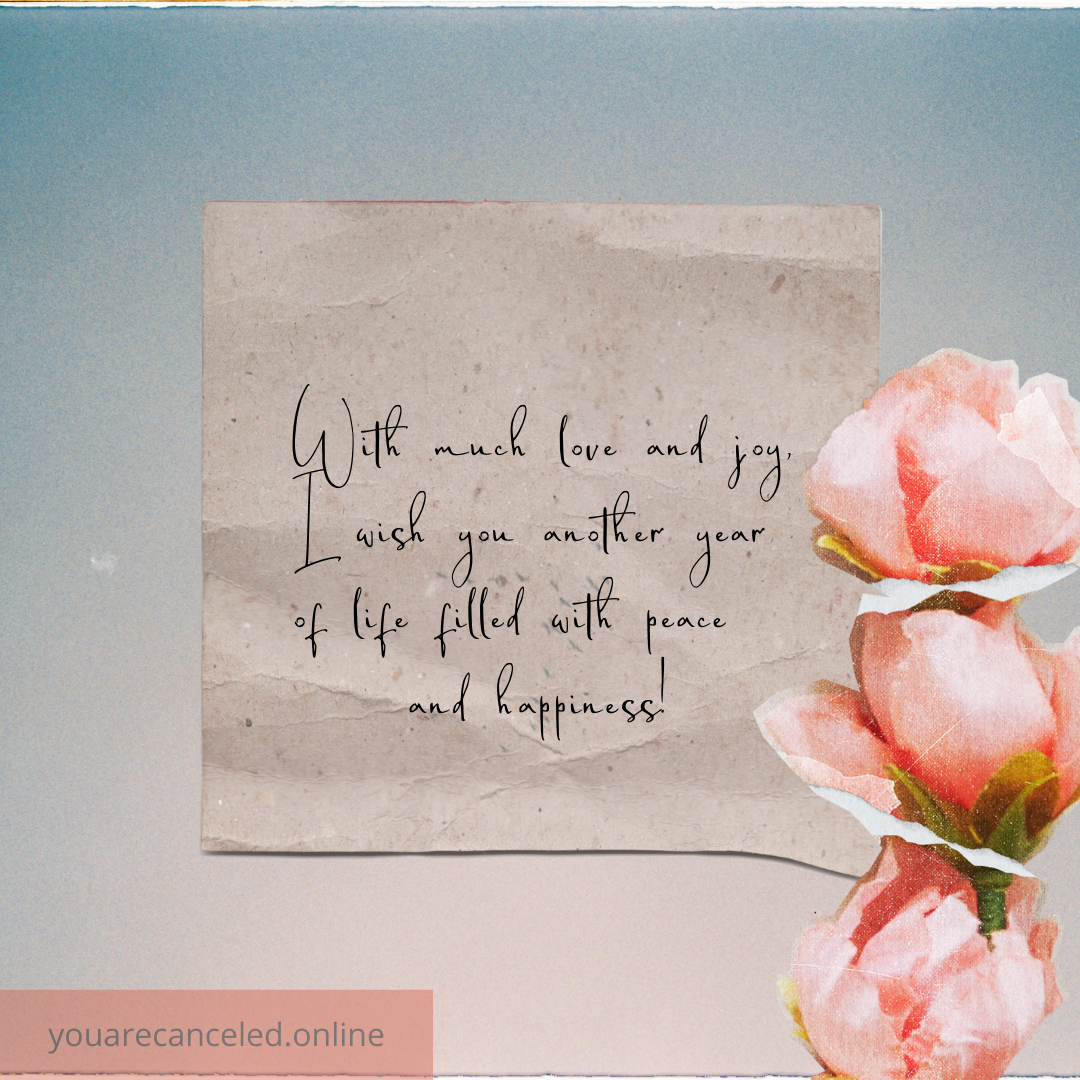 With much love and joy,
I wish you another year
of life filled with peace
and happiness!
youarecanceled.online